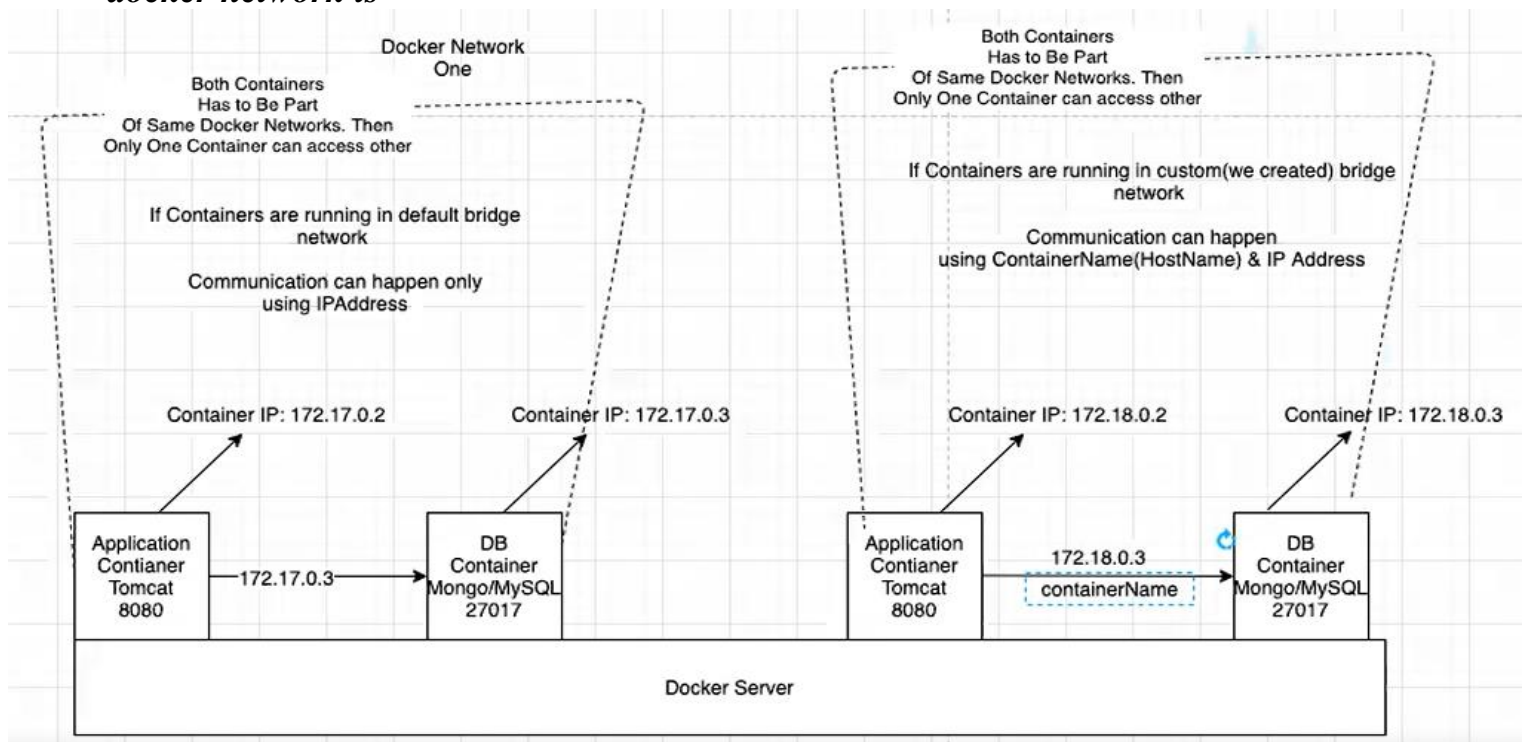 docker network ls
Docker Network
One
Both Containers
Has to Be Part
Of Same Docker Networks. Then
Only One Container can access other
If Containers are running in default bridge
network
Communication can happen only
using IPAddress
Container IP: 172.17.0.2
Container IP: 172.17.0.3
Application
Contianer
Tomcat
8080
172.17.0.3
DB
Container
Mongo/MySQL
27017
Both Containers
Has to Be Part
Of Same Docker Networks. Then
Only One Container can access other
If Containers are running in custom(we created) bridge
network
Communication can happen
using ContainerName(HostName) & IP Address
Container IP: 172.18.0.2
Container IP: 172.18.0.3
Application
Contianer
Tomcat
8080
172.18.0.3
containerName
DB
Container
Mongo/MySQL
27017
Docker Server